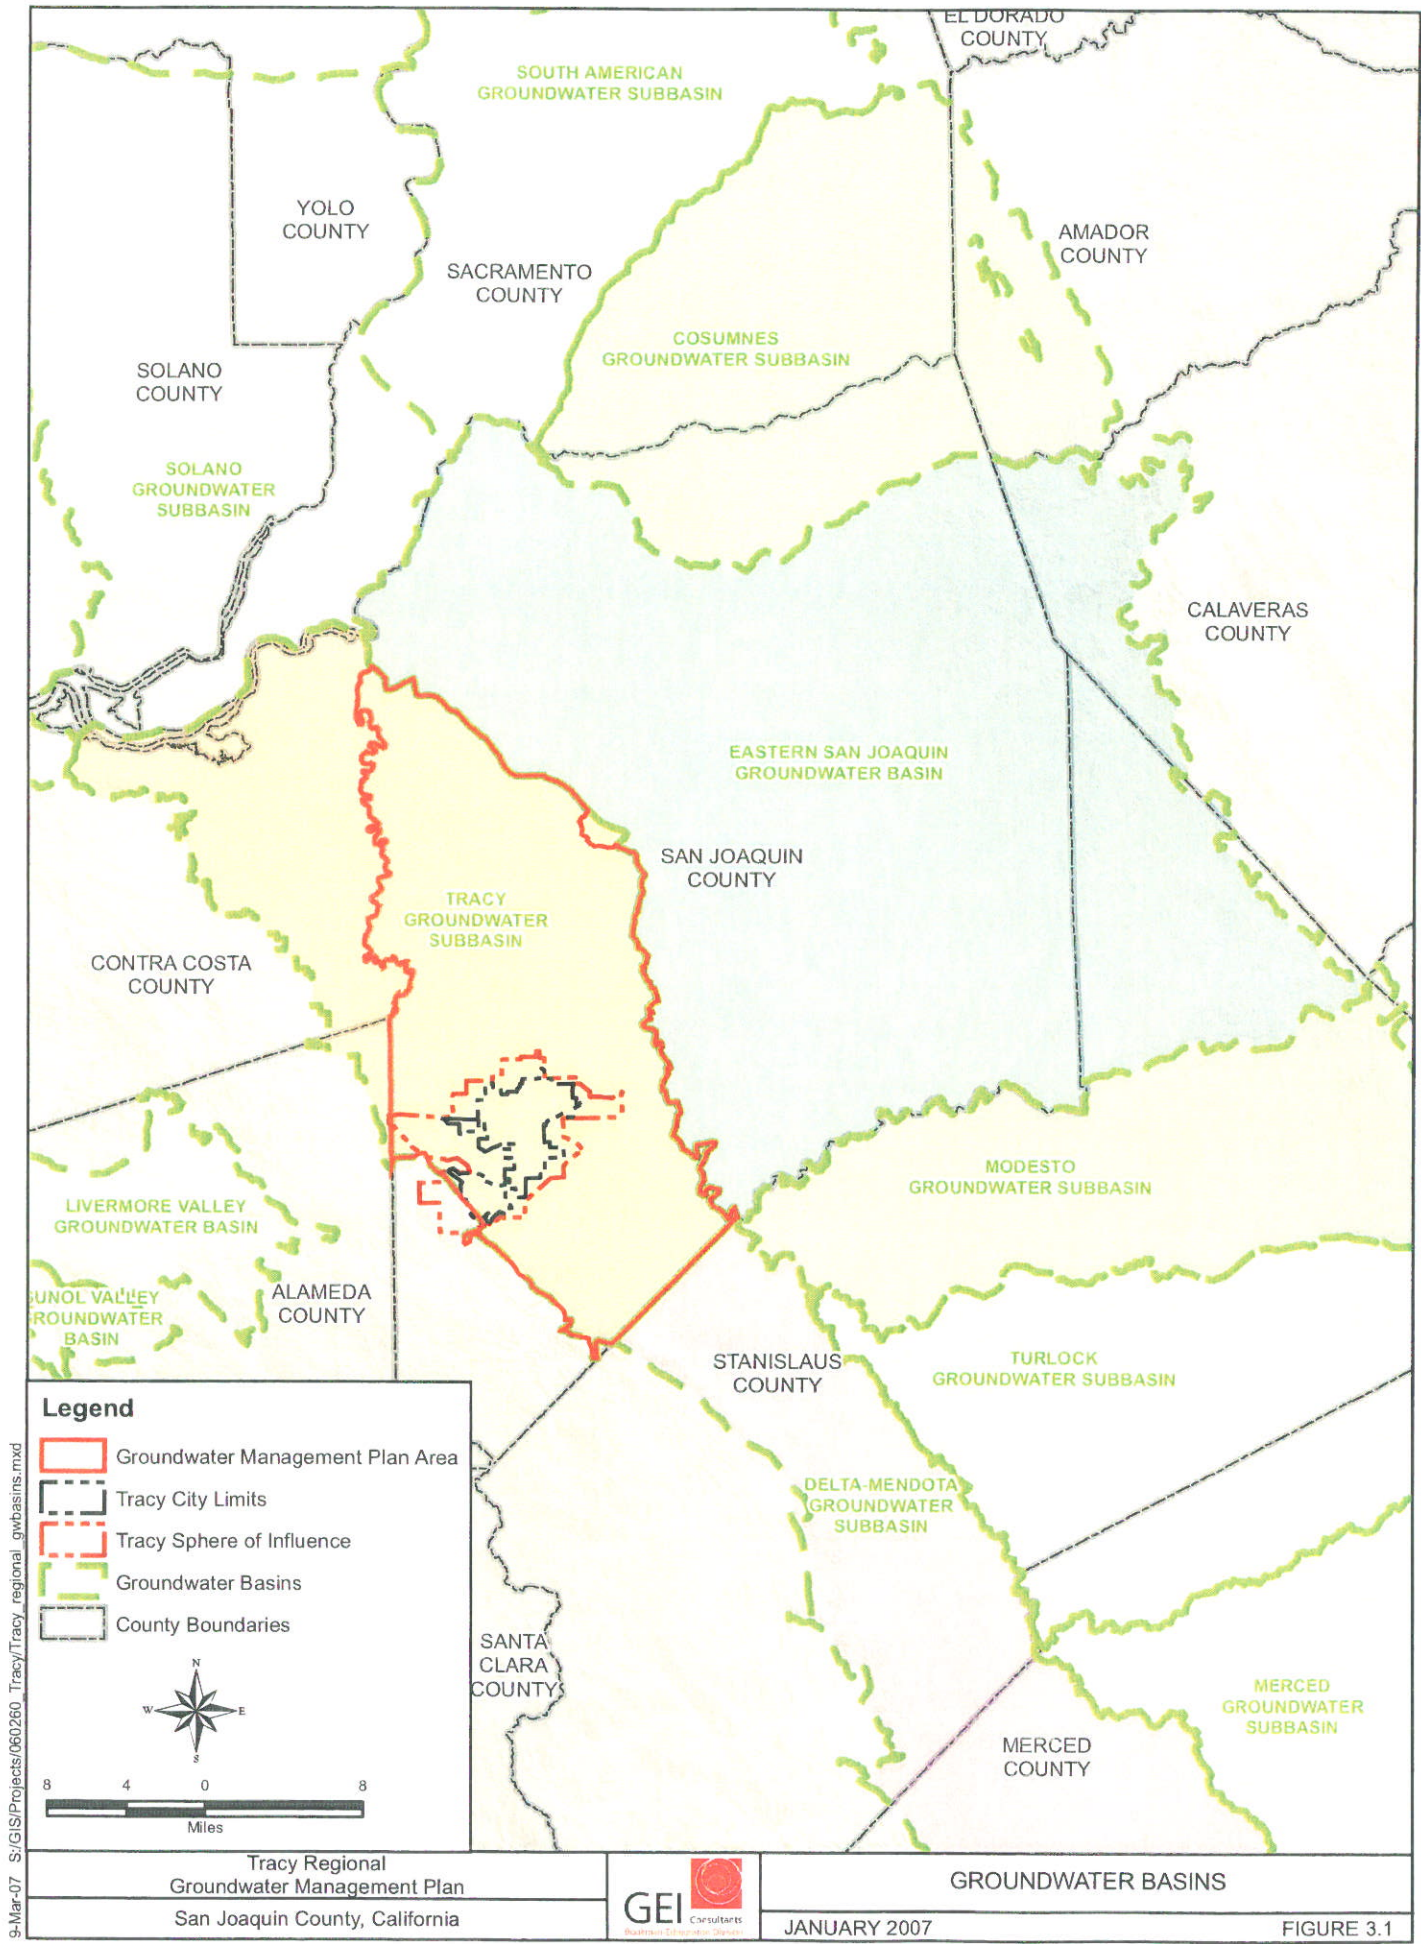 EL DORADO
COUNTY
SOUTH AMERICAN
GROUNDWATER SUBBASIN
YOLO
COUNTY
AMADOR
COUNTY
SACRAMENTO
COUNTY
COSUMNES
GROUNDWATER SUBBASIN
SOLANO
COUNTY
SOLANO
GROUNDWATER
SUBBASIN
CALAVERAS
COUNTY
EASTERN SAN JOAQUIN
GROUNDWATER BASIN
SAN JOAQUIN
COUNTY
TRACY
GROUNDWATER
SUBBASIN
CONTRA COSTA
COUNTY
MODESTO
GROUNDWATER SUBBASIN
LIVERMORE VALLEY
GROUNDWATER BASIN
SUNOL VALLEY
GROUNDWATER
BASIN
ALAMEDA
COUNTY
STANISLAUS
COUNTY
TURLOCK
GROUNDWATER SUBBASIN
DELTA-MENDOTA
GROUNDWATER
SUBBASIN
SANTA
CLARA
COUNTY
MERCED
GROUNDWATER
SUBBASIN
MERCED
COUNTY
Legend
Groundwater Management Plan Area
Tracy City Limits
Tracy Sphere of Influence
Groundwater Basins
County Boundaries
N
W E
S
8 4 0 8
Miles
9-Mar-07 S:/GIS/Projects/060260_Tracy/Tracy_regional_gwbasins.mxd
Tracy Regional
Groundwater Management Plan
San Joaquin County, California
GEI Consultants
GROUNDWATER BASINS
JANUARY 2007
FIGURE 3.1